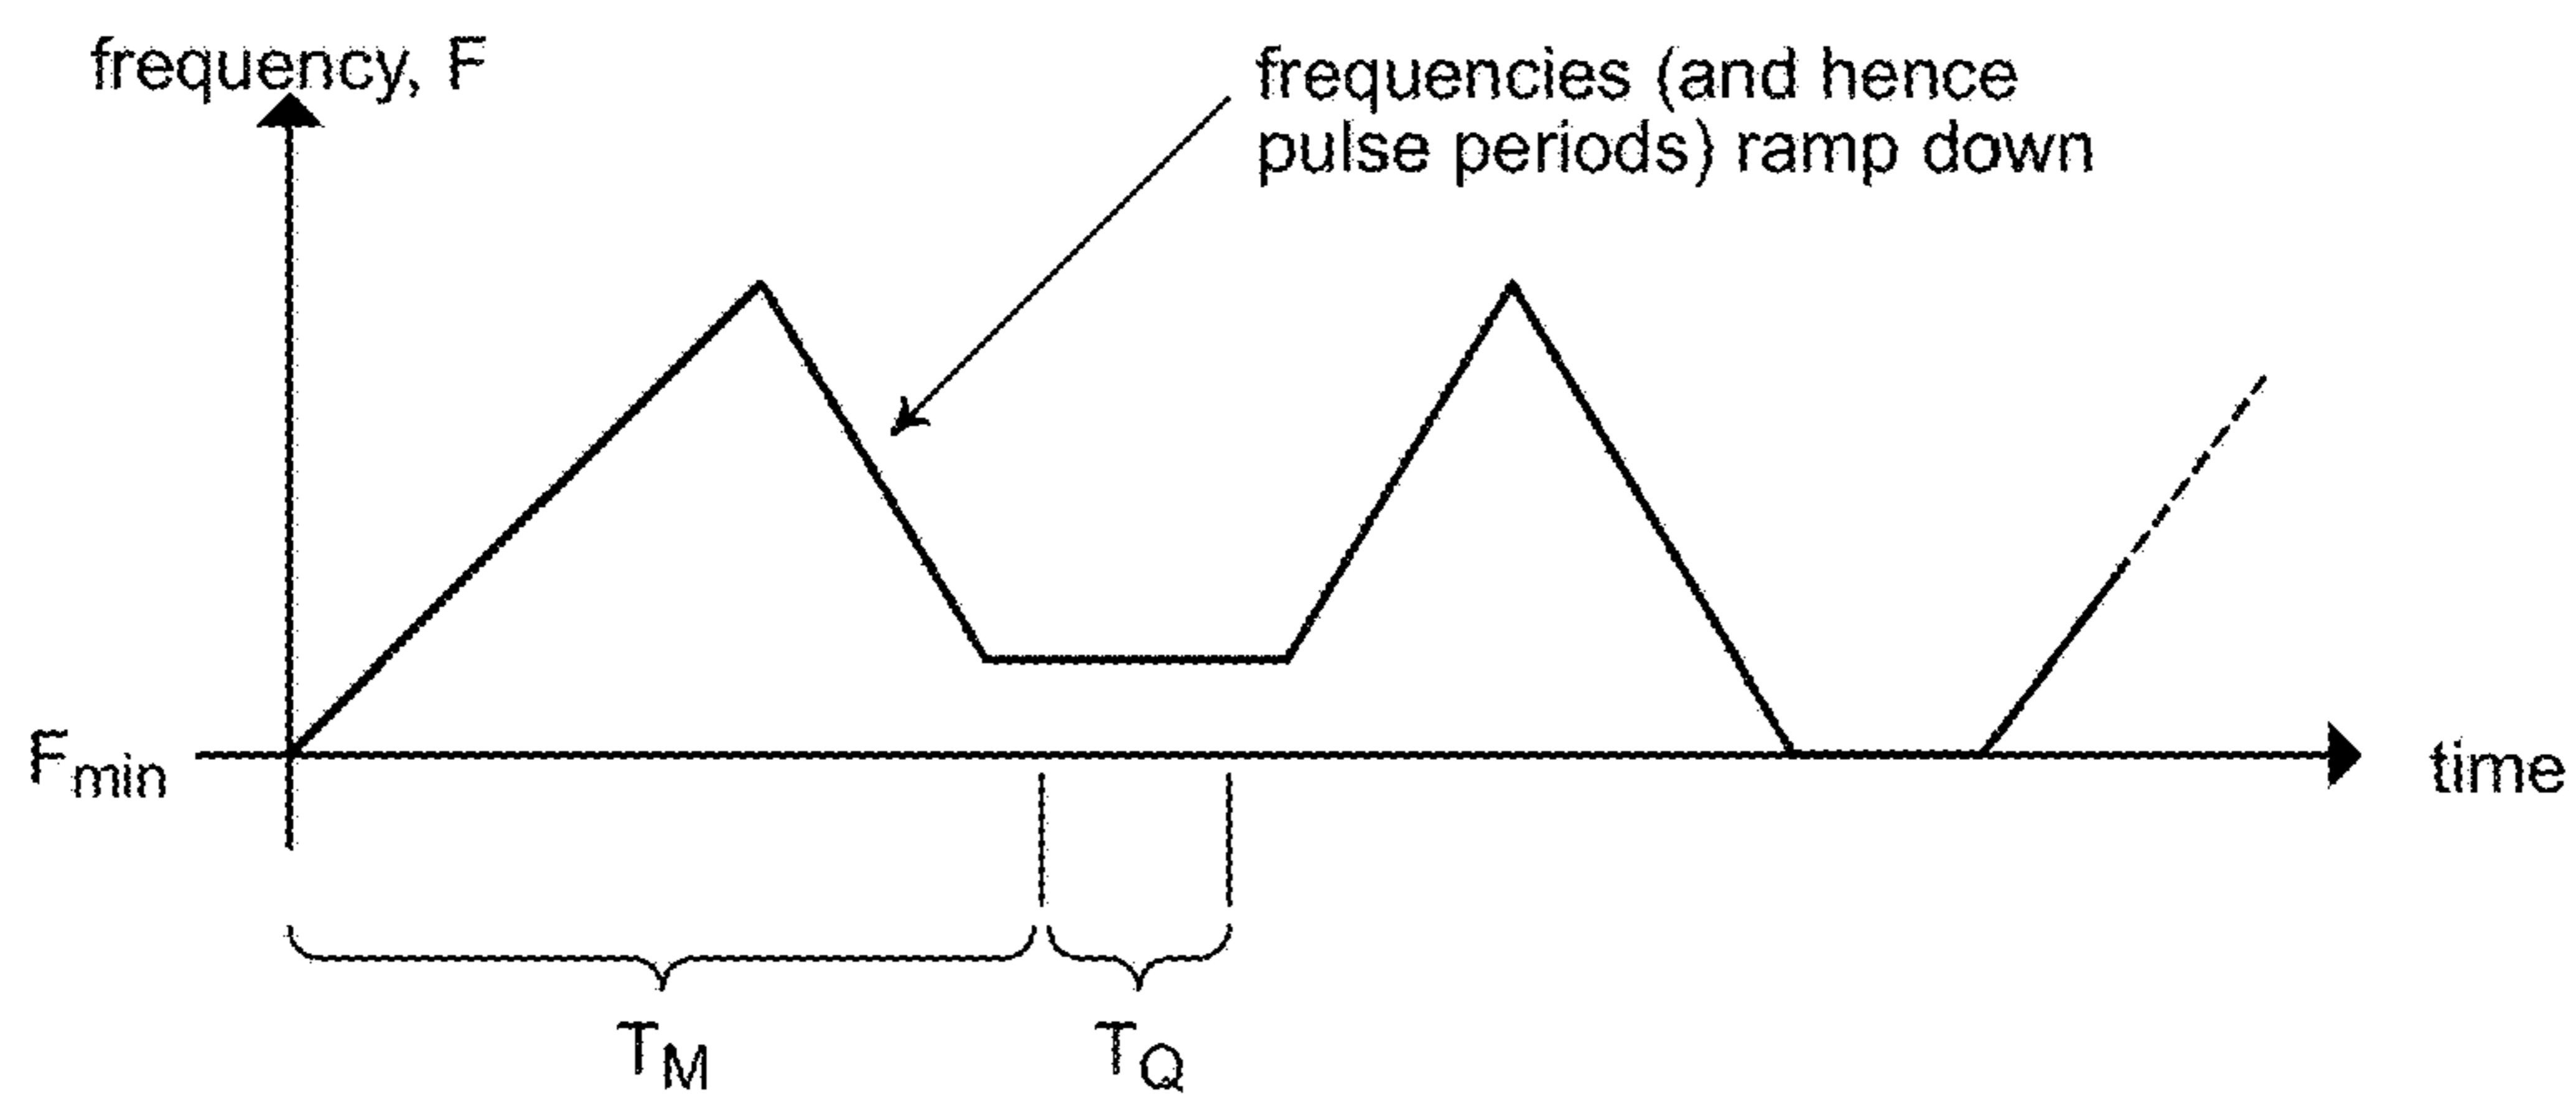 frequency, F
frequencies (and hence
pulse periods) ramp down
Fmin
time
TM
TQ